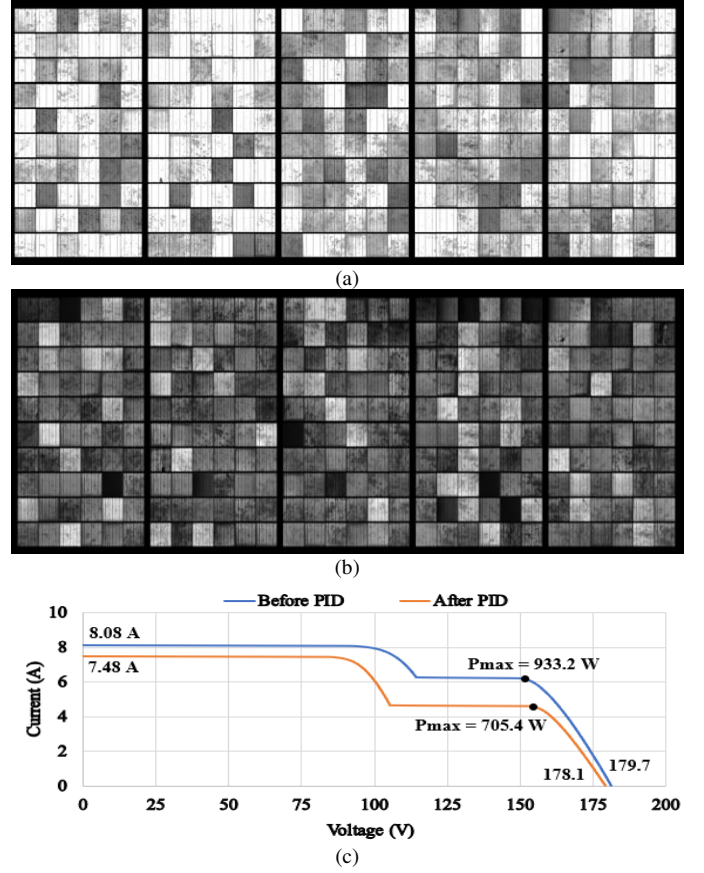 (a)
(b)
Before PID After PID
10
8
6
4
2
0
Current (A)
8.08 A
7.48 A
Pmax = 933.2 W
Pmax = 705.4 W
178.1 179.7
0 25 50 75 100 125 150 175 200
Voltage (V)
(c)